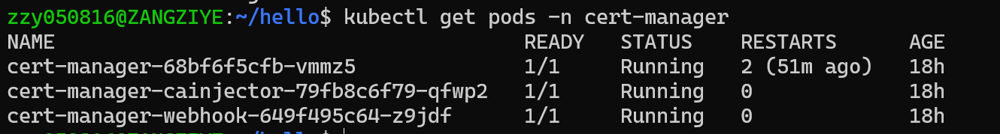 zzy050816@ZANGZIYE:~/hello$ kubectl get pods -n cert-manager
NAME READY STATUS RESTARTS AGE
cert-manager-68bf6f5cfb-vmmz5 1/1 Running 2 (51m ago) 18h
cert-manager-cainjector-79fb8c6f79-qfwp2 1/1 Running 0 18h
cert-manager-webhook-649f495c64-z9jdf 1/1 Running 0 18h